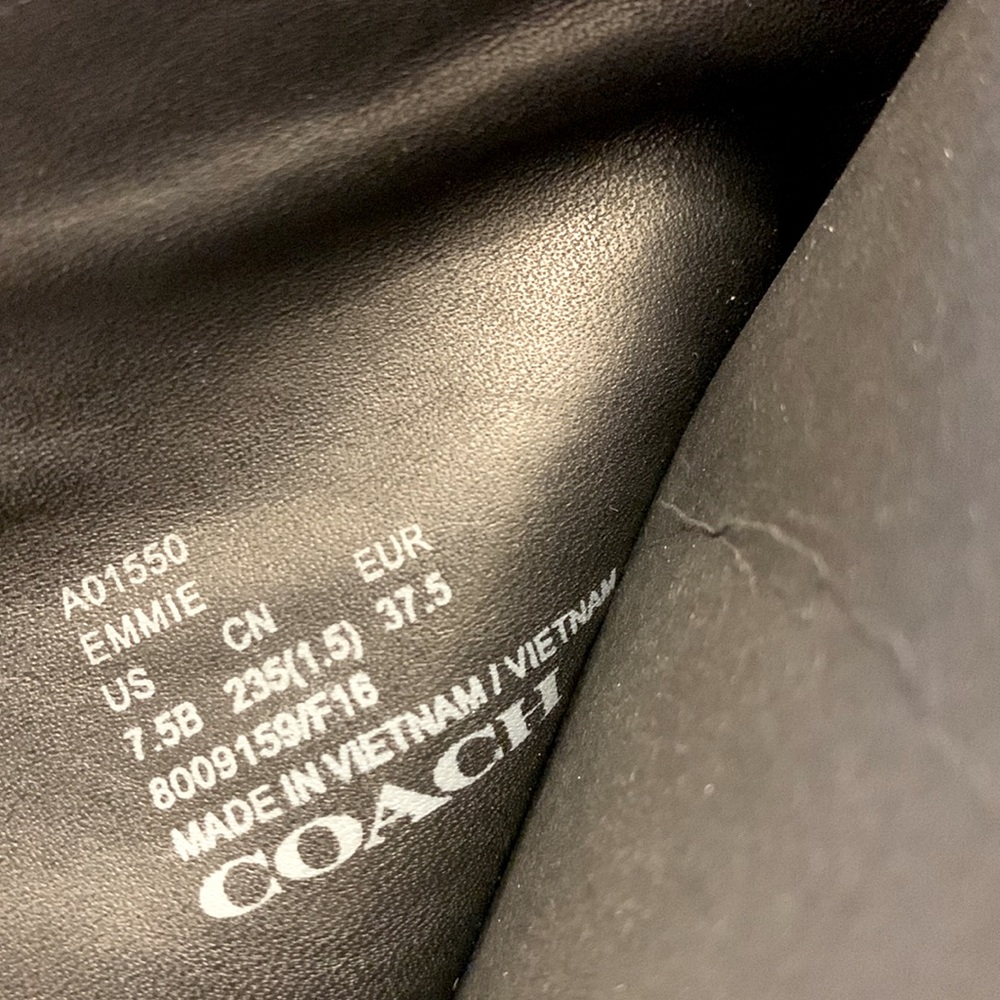 A01550
EMMIE
US CN EUR
7.5B 235(1.5) 37.5
8009159/F16
MADE IN VIETNAM / VIETNAM
COACH